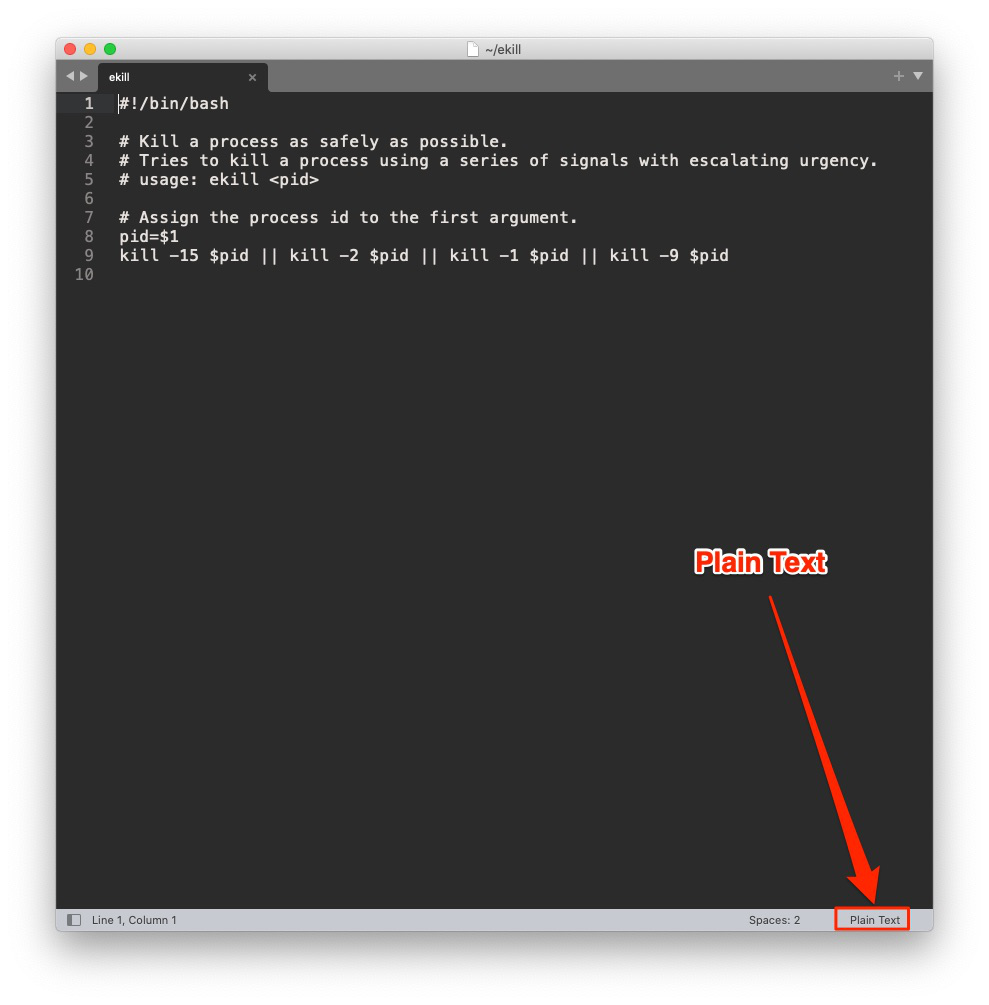 ~/ekill
ekill
1 #!/bin/bash
2
3 # Kill a process as safely as possible.
4 # Tries to kill a process using a series of signals with escalating urgency.
5 # usage: ekill <pid>
6
7 # Assign the process id to the first argument.
8 pid=$1
9 kill -15 $pid || kill -2 $pid || kill -1 $pid || kill -9 $pid
10
Plain Text
Line 1, Column 1 Spaces: 2 Plain Text